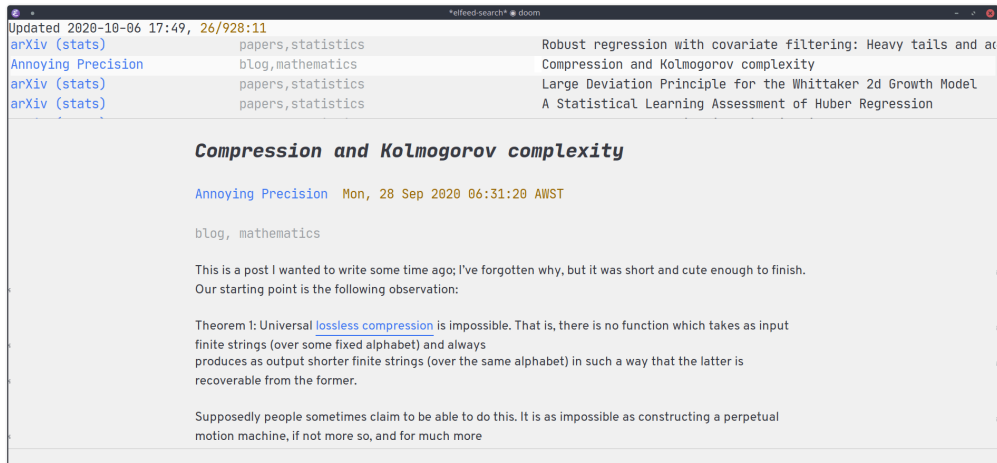 *elfeed-search* ◉ doom
Updated 2020-10-06 17:49, 26/928:11
arXiv (stats) papers,statistics Robust regression with covariate filtering: Heavy tails and
Annoying Precision blog,mathematics Compression and Kolmogorov complexity
arXiv (stats) papers,statistics Large Deviation Principle for the Whittaker 2d Growth Model
arXiv (stats) papers,statistics A Statistical Learning Assessment of Huber Regression
Compression and Kolmogorov complexity
Annoying Precision Mon, 28 Sep 2020 06:31:20 AWST
blog, mathematics
This is a post I wanted to write some time ago; I've forgotten why, but it was short and cute enough to finish.
Our starting point is the following observation:
Theorem 1: Universal lossless compression is impossible. That is, there is no function which takes as input
finite strings (over some fixed alphabet) and always
produces as output shorter finite strings (over the same alphabet) in such a way that the latter is
recoverable from the former.
Supposedly people sometimes claim to be able to do this. It is as impossible as constructing a perpetual
motion machine, if not more so, and for much more